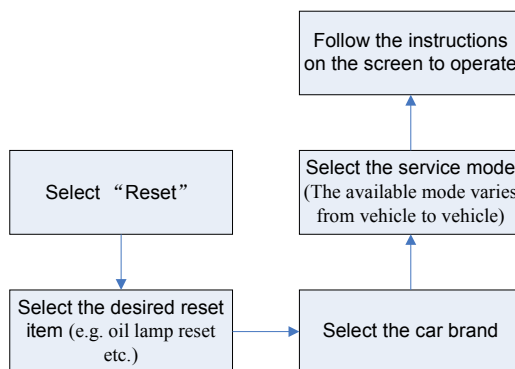 Select “Reset”
Select the desired reset
item (e.g. oil lamp reset
etc.)
Select the car brand
Select the service mode
(The available mode varies
from vehicle to vehicle)
Follow the instructions
on the screen to operate